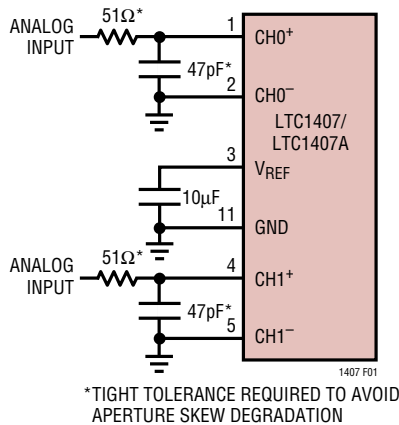 51Ω*
ANALOG
INPUT
1
CH0+
47pF*
2
CH0−
LTC1407/
LTC1407A
3
VREF
10µF
11
GND
51Ω*
ANALOG
INPUT
4
CH1+
47pF*
5
CH1−
1407 F01
*TIGHT TOLERANCE REQUIRED TO AVOID
APERTURE SKEW DEGRADATION